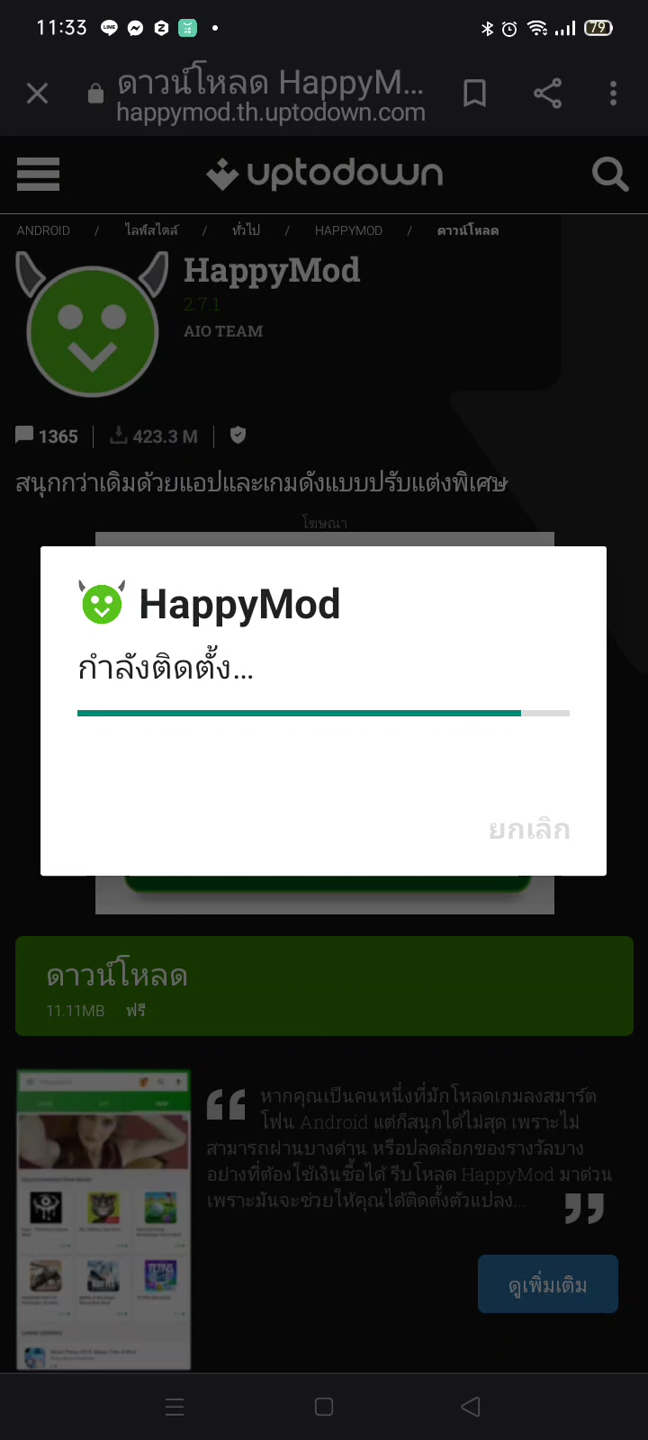 11:33
79
ดาวน์โหลด HappyM...
happymod.th.uptodown.com
uptodown
ANDROID / ไลฟ์สไตล์ / ทั่วไป / HAPPYMOD / ดาวน์โหลด
HappyMod
2.7.1
AIO TEAM
1365 423.3 M
สนุกกว่าเดิมด้วยแอปและเกมดังแบบปรับแต่งพิเศษ
โฆษณา
HappyMod
กำลังติดตั้ง...
ยกเลิก
ดาวน์โหลด
11.11MB ฟรี
หากคุณเป็นคนหนึ่งที่มักโหลดเกมลงสมาร์ต
โฟน Android แต่ก็สนุกได้ไม่สุด เพราะไม่
สามารถผ่านบางด่าน หรือปลดล็อกของรางวัลบาง
อย่างที่ต้องใช้เงินซื้อได้ รีบโหลด HappyMod มาด่วน
เพราะมันจะช่วยให้คุณได้ติดตั้งตัวแปลง...
ดูเพิ่มเติม